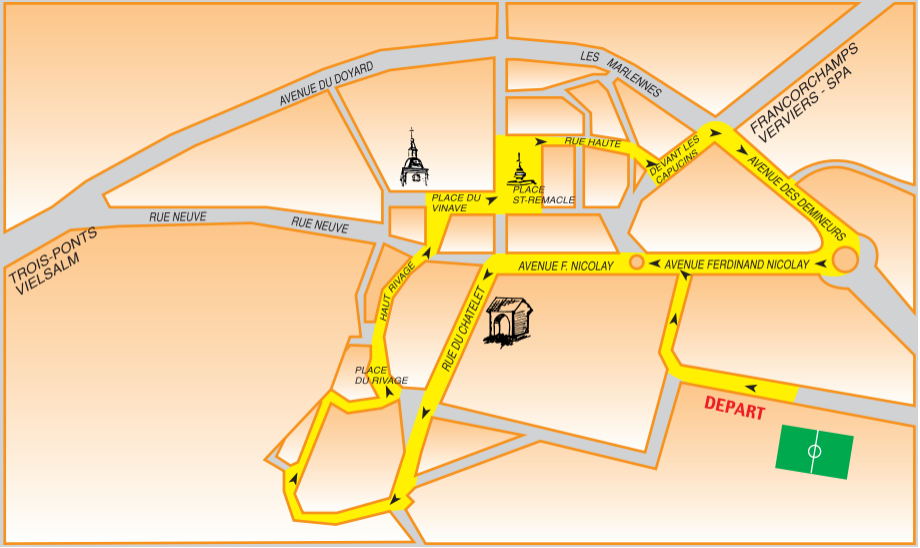 LES MARLENNES
AVENUE DU DOYARD
FRANCORCHAMPS
VERVIERS - SPA
RUE HAUTE
DEVANT LES
CAPUCINS
AVENUE DES DEMINEURS
PLACE DU
VINAVE
PLACE
ST-REMACLE
RUE NEUVE
RUE NEUVE
TROIS-PONTS
VIELSALM
AVENUE F. NICOLAY
AVENUE FERDINAND NICOLAY
HAUT RIVAGE
RUE DU CHATELET
PLACE
DU RIVAGE
DEPART